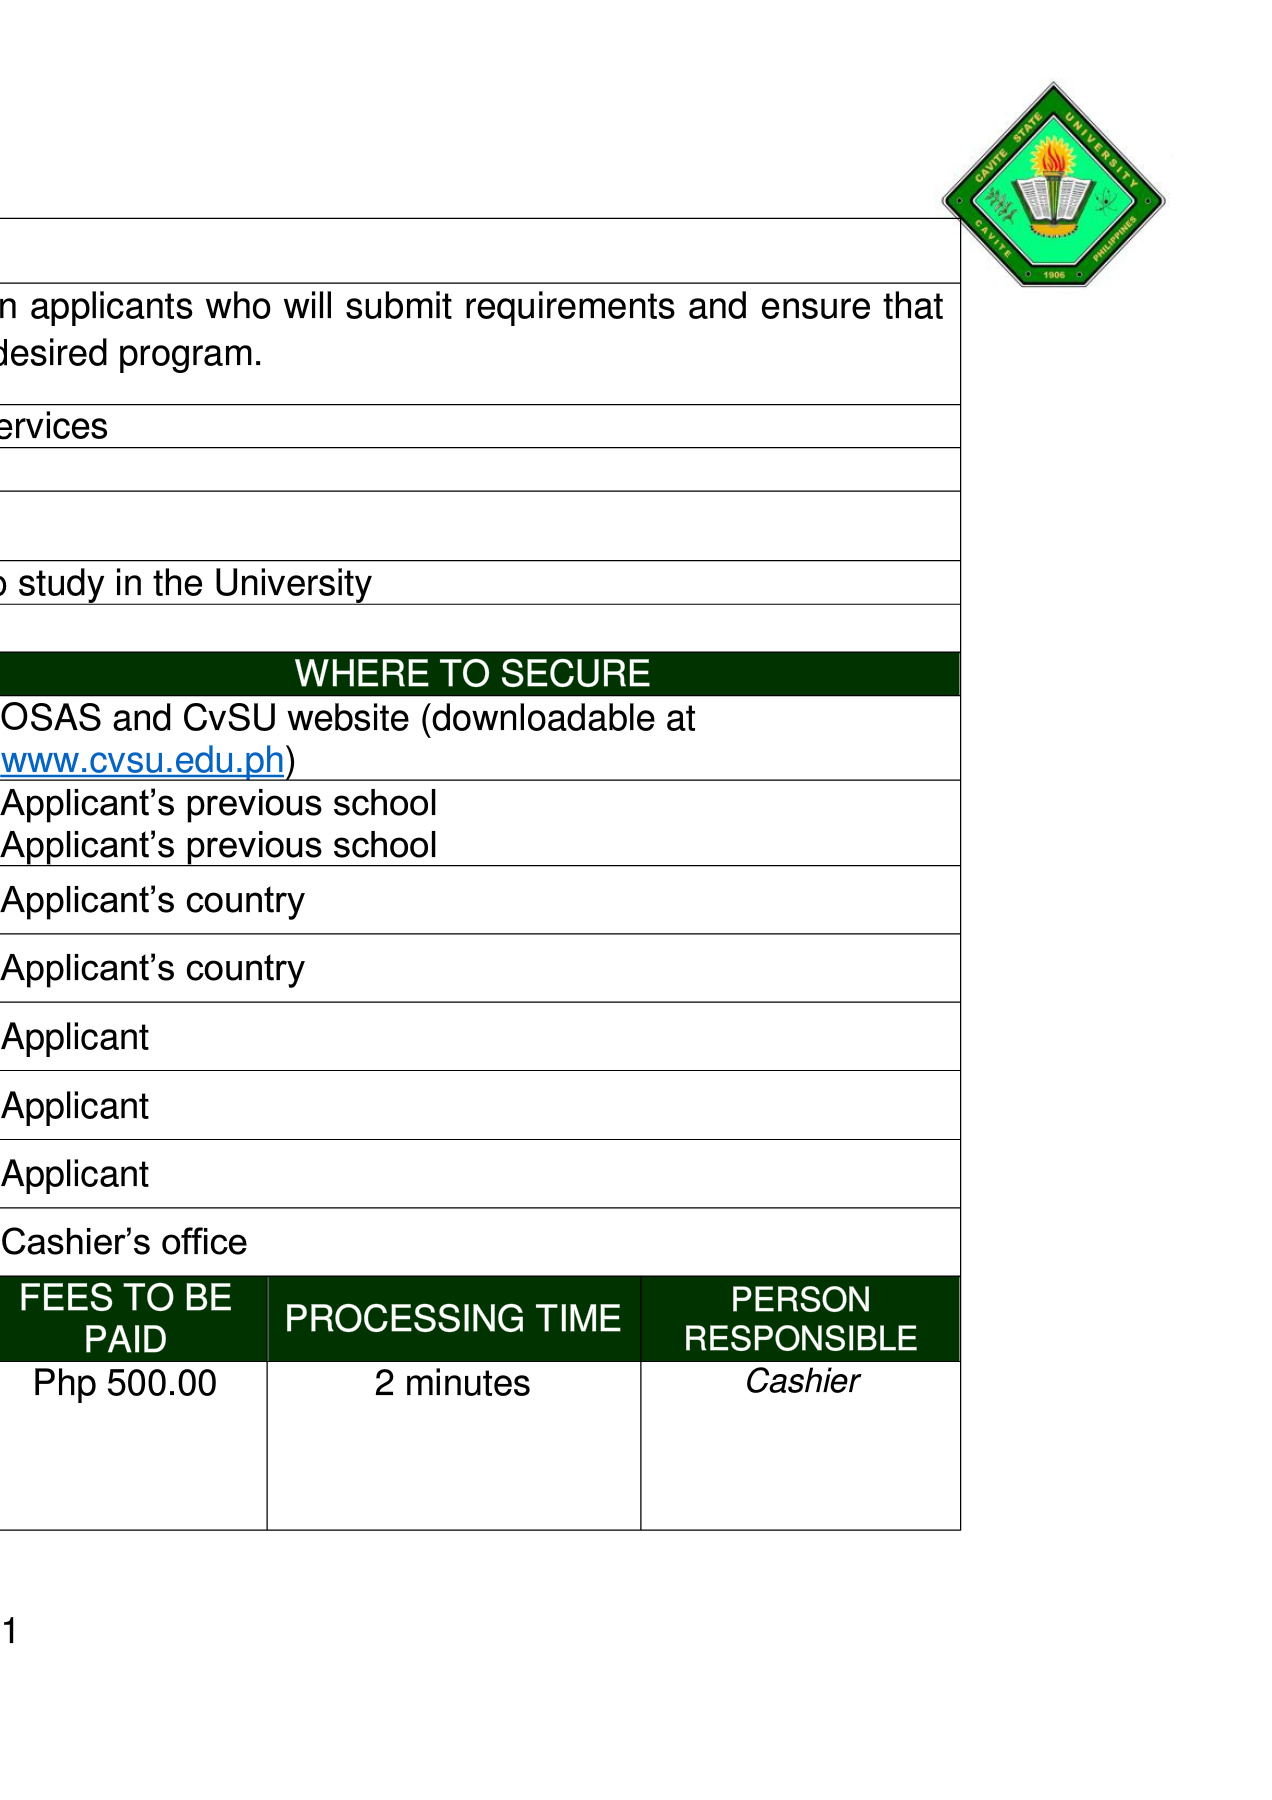 CAVITE STATE UNIVERSITY
CAVITE PHILIPPINES
1906
n applicants who will submit requirements and ensure that
desired program.
ervices
o study in the University
WHERE TO SECURE
OSAS and CvSU website (downloadable at
www.cvsu.edu.ph)
Applicant’s previous school
Applicant’s previous school
Applicant’s country
Applicant’s country
Applicant
Applicant
Applicant
Cashier’s office
FEES TO BE
PAID
PROCESSING TIME
PERSON
RESPONSIBLE
Php 500.00
2 minutes
Cashier
1